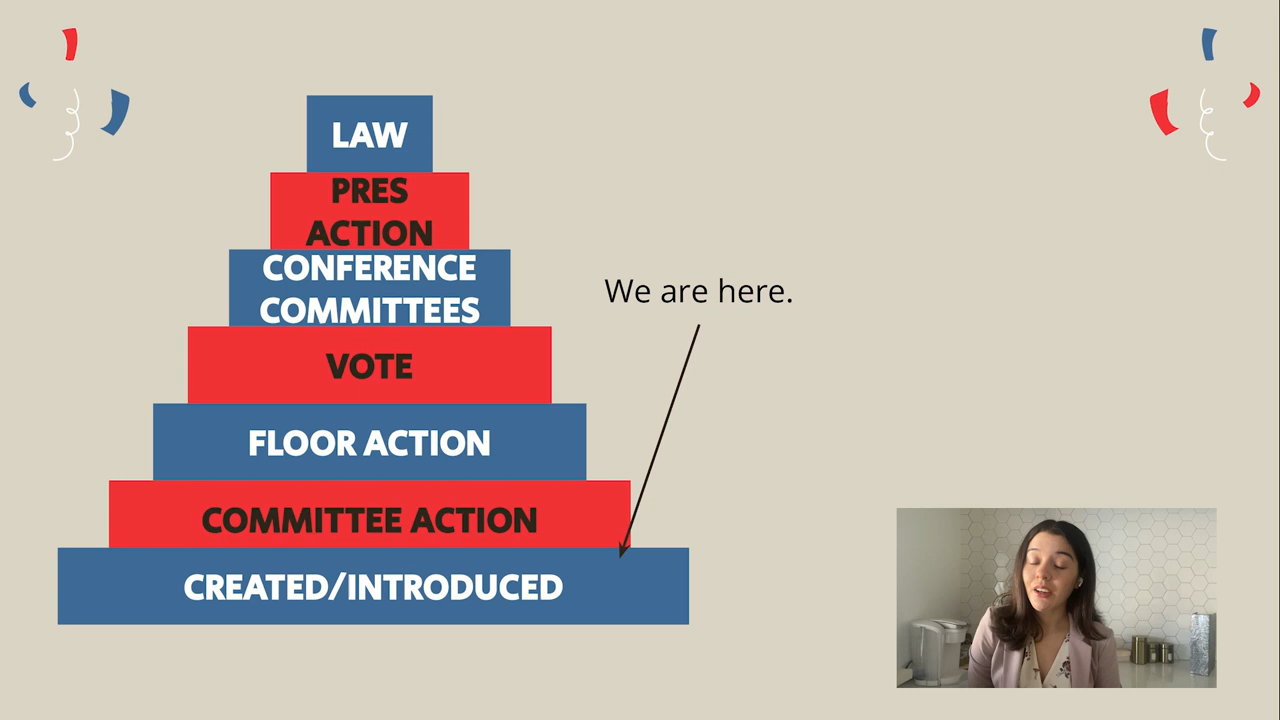 LAW
PRES
ACTION
CONFERENCE
COMMITTEES
We are here.
VOTE
FLOOR ACTION
COMMITTEE ACTION
CREATED/INTRODUCED